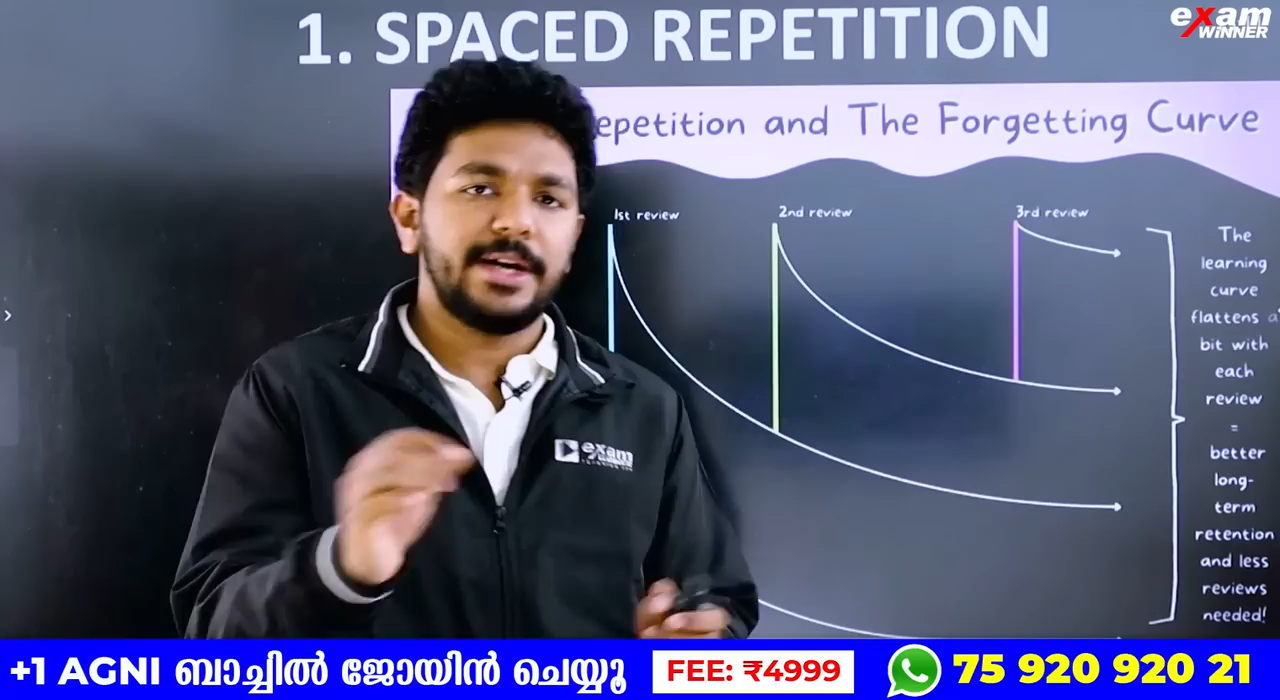 1. SPACED REPETITION
exam
WINNER
epetition and The Forgetting Curve
1st review
2nd review
3rd review
The
learning
curve
flattens a
bit with
each
review
=
better
long-
term
retention
and less
reviews
needed!
exam
+1 AGNI ബാച്ചിൽ ജോയിൻ ചെയ്യൂ
FEE: ₹4999
75 920 920 21